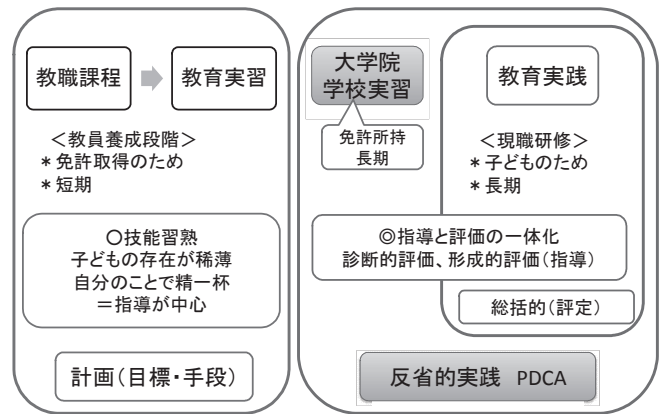 教職課程
教育実習
＜教員養成段階＞
＊免許取得のため
＊短期
〇技能習熟
子どもの存在が稀薄
自分のことで精一杯
＝指導が中心
計画（目標・手段）
大学院
学校実習
免許所持
長期
教育実践
＜現職研修＞
＊子どものため
＊長期
◎指導と評価の一体化
診断的評価、形成的評価（指導）
総括的（評定）
反省的実践 PDCA